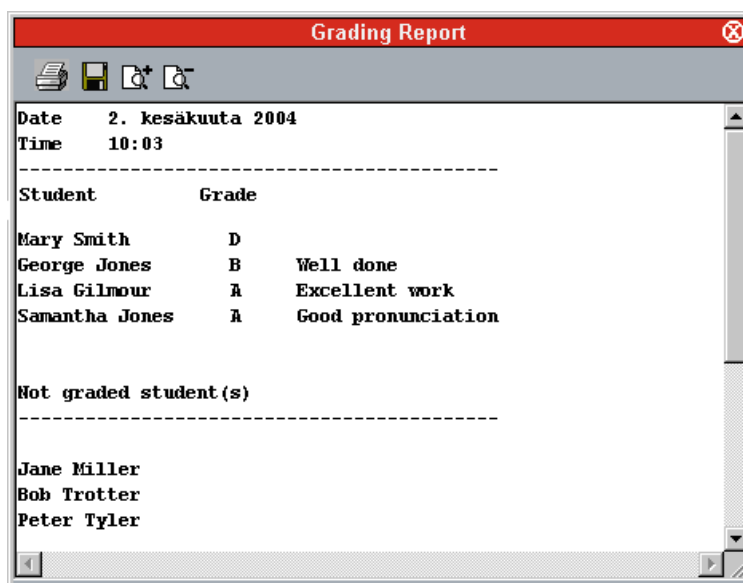 Grading Report
Date 2. kesäkuuta 2004
Time 10:03
-------------------------------------------
Student Grade
Mary Smith D
George Jones B Well done
Lisa Gilmour A Excellent work
Samantha Jones A Good pronunciation
Not graded student(s)
-------------------------------------------
Jane Miller
Bob Trotter
Peter Tyler